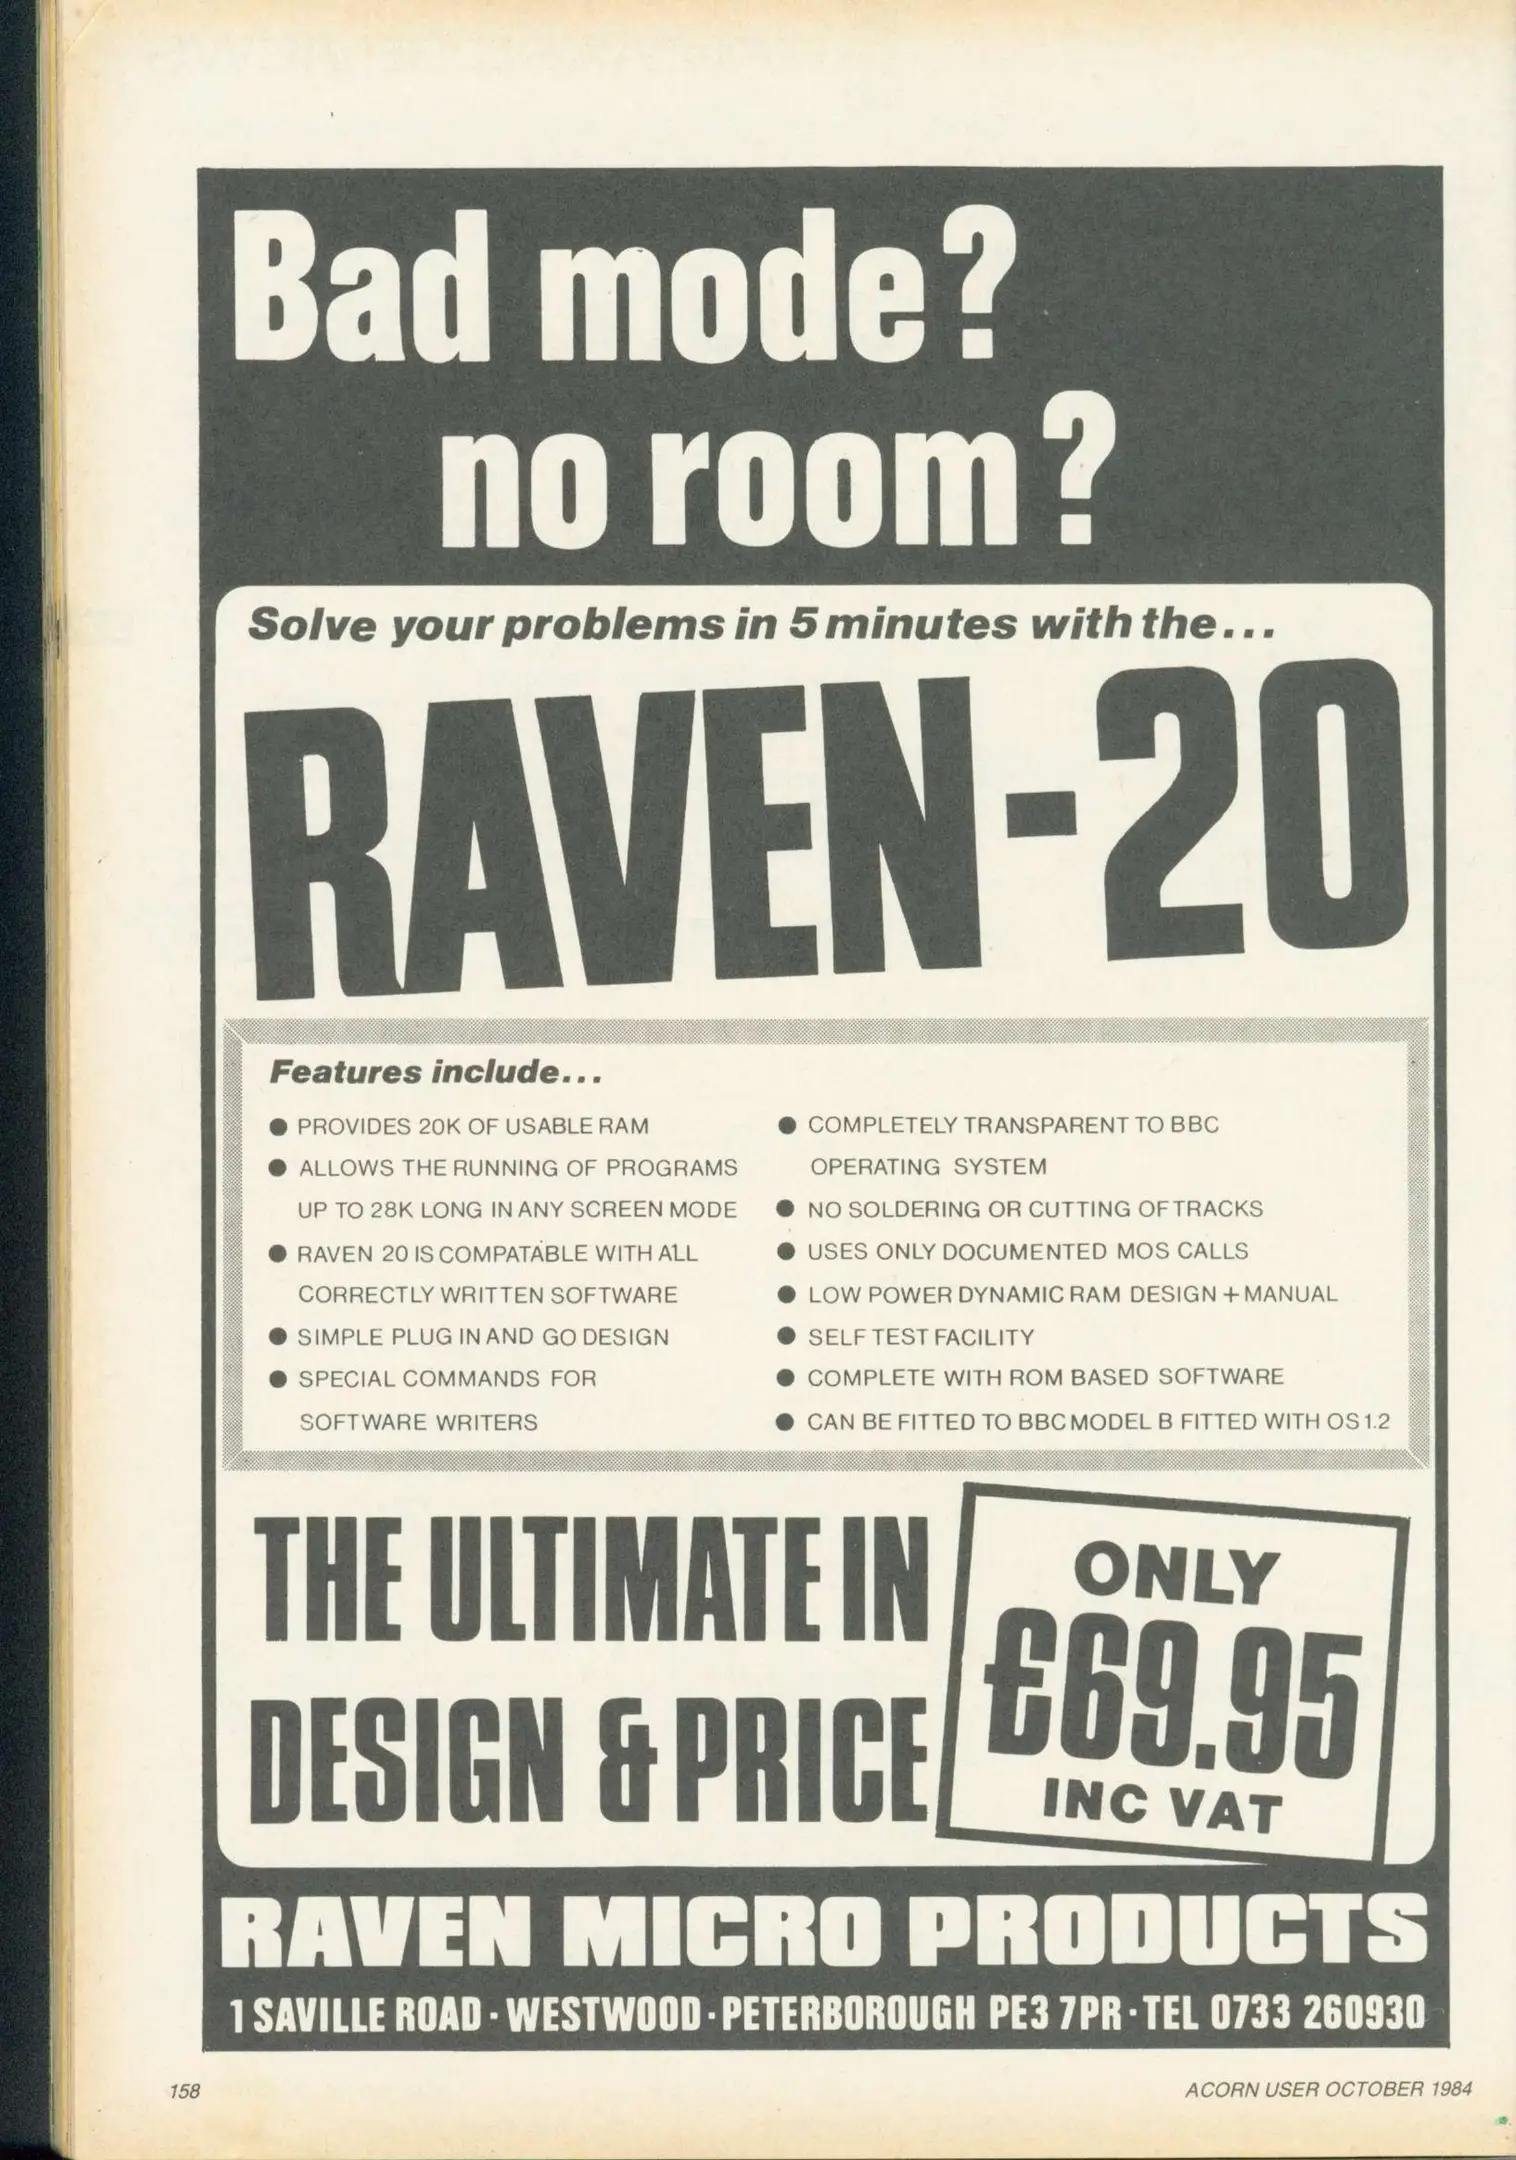 Bad mode?
no room?
Solve your problems in 5 minutes with the...
RAVEN-20
Features include...
● PROVIDES 20K OF USABLE RAM
● ALLOWS THE RUNNING OF PROGRAMS
UP TO 28K LONG IN ANY SCREEN MODE
● RAVEN 20 IS COMPATABLE WITH ALL
CORRECTLY WRITTEN SOFTWARE
● SIMPLE PLUG IN AND GO DESIGN
● SPECIAL COMMANDS FOR
SOFTWARE WRITERS
● COMPLETELY TRANSPARENT TO BBC
OPERATING SYSTEM
● NO SOLDERING OR CUTTING OF TRACKS
● USES ONLY DOCUMENTED MOS CALLS
● LOW POWER DYNAMIC RAM DESIGN + MANUAL
● SELF TEST FACILITY
● COMPLETE WITH ROM BASED SOFTWARE
● CAN BE FITTED TO BBC MODEL B FITTED WITH OS 1.2
THE ULTIMATE IN
DESIGN & PRICE
ONLY
£69.95
INC VAT
RAVEN MICRO PRODUCTS
1 SAVILLE ROAD · WESTWOOD · PETERBOROUGH PE3 7PR · TEL 0733 260930
158
ACORN USER OCTOBER 1984